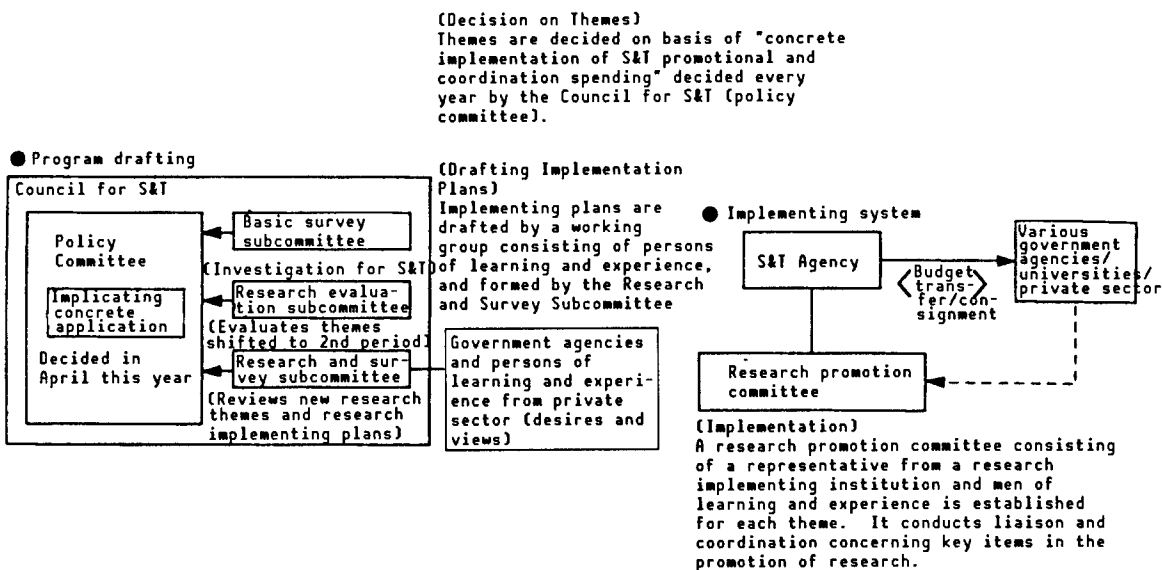 (Decision on Themes)
Themes are decided on basis of "concrete
implementation of S&T promotional and
coordination spending" decided every
year by the Council for S&T (policy
committee).
● Program drafting
Council for S&T
Policy
Committee
Implicating
concrete
application
Decided in
April this year
Basic survey
subcommittee
(Investigation for S&T)
Research evalua-
tion subcommittee
(Evaluates themes
shifted to 2nd period)
Research and sur-
vey subcommittee
(Reviews new research
themes and research
implementing plans)
(Drafting Implementation
Plans)
Implementing plans are
drafted by a working
group consisting of persons
of learning and experience,
and formed by the Research
and Survey Subcommittee
Government agencies
and persons of
learning and experi-
ence from private
sector (desires and
views)
● Implementing system
S&T Agency
Budget
trans-
fer/con-
signment
Various
government
agencies/
universities/
private sector
Research promotion
committee
(Implementation)
A research promotion committee consisting
of a representative from a research
implementing institution and men of
learning and experience is established
for each theme. It conducts liaison and
coordination concerning key items in the
promotion of research.